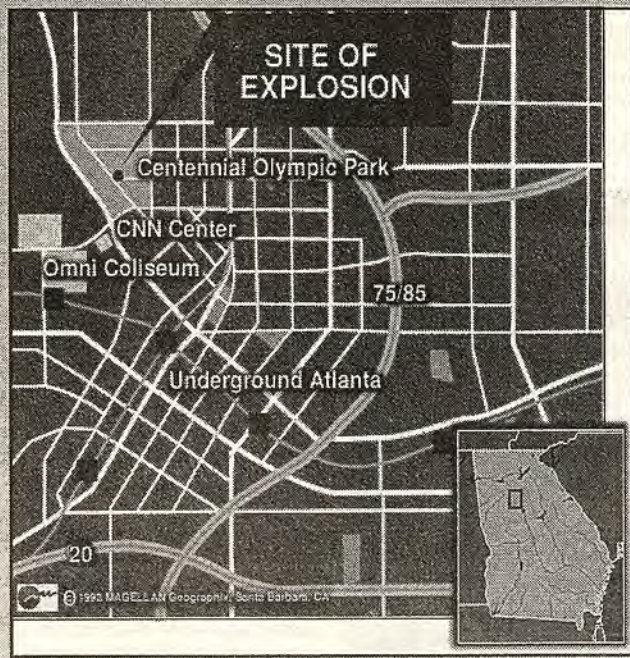 SITE OF
EXPLOSION
Centennial Olympic Park
CNN Center
Omni Coliseum
75/85
Underground Atlanta
20
© 1993 MAGELLAN Geographix, Santa Barbara, CA